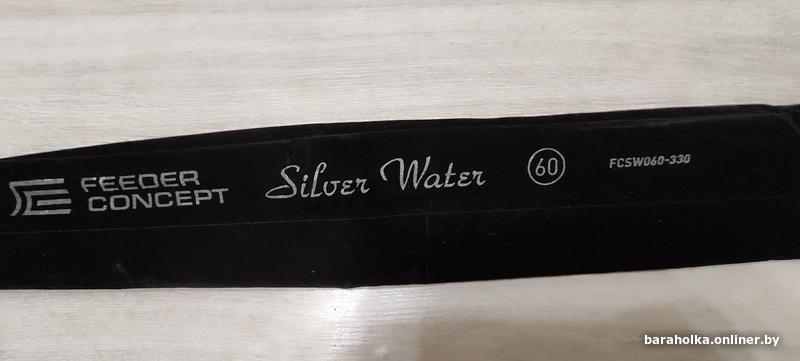 FEEDER
CONCEPT
Silver Water
60
FCSW060-330
baraholka.onliner.by